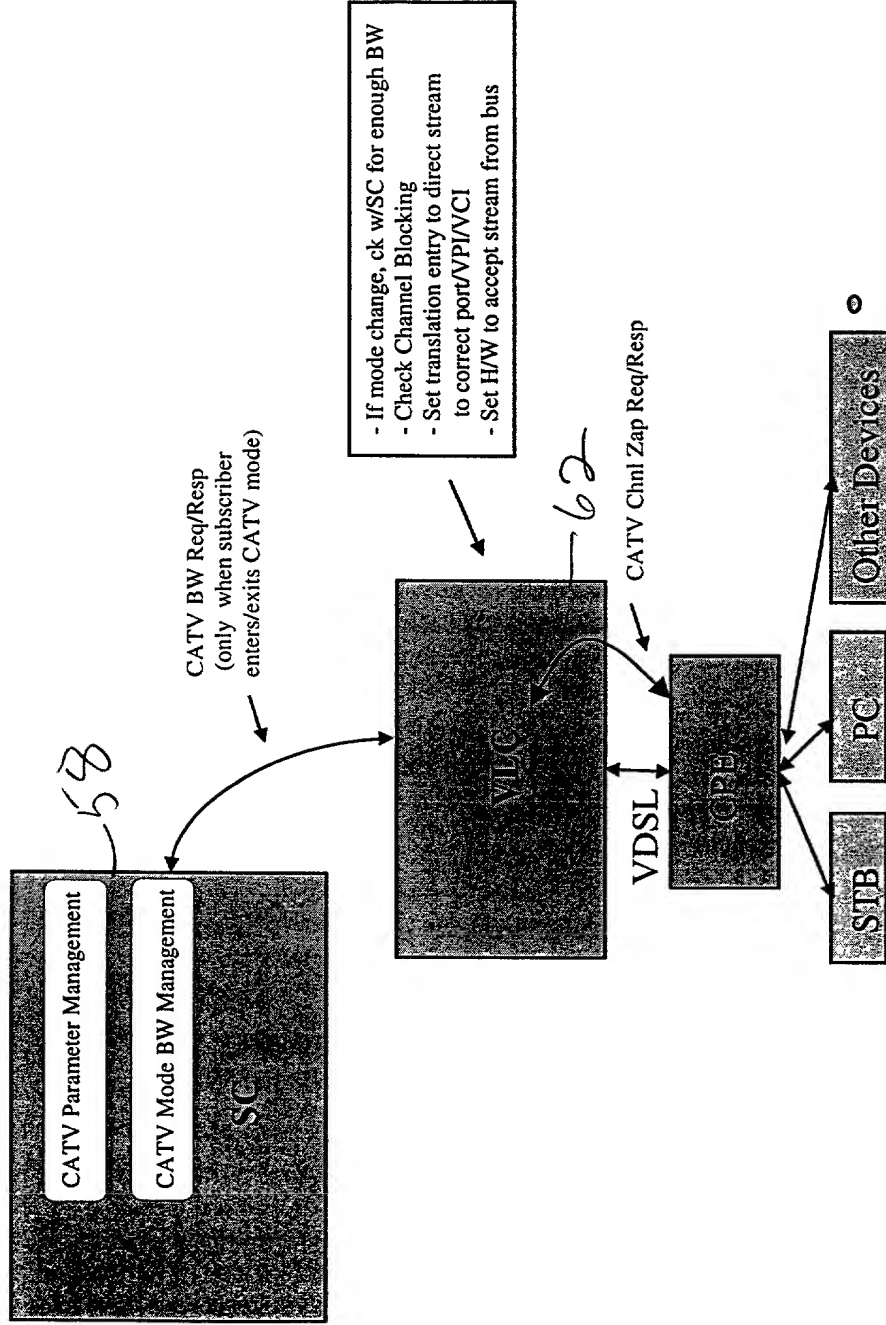 CATV Parameter Management
58
CATV Mode BW Management
SC
CATV BW Req/Resp
(only when subscriber
enters/exits CATV mode)
- If mode change, ck w/SC for enough BW
- Check Channel Blocking
- Set translation entry to direct stream
to correct port/VPI/VCI
- Set H/W to accept stream from bus
VLC
62
CATV Chnl Zap Req/Resp
VDSL
CPE
STB
PC
Other Devices